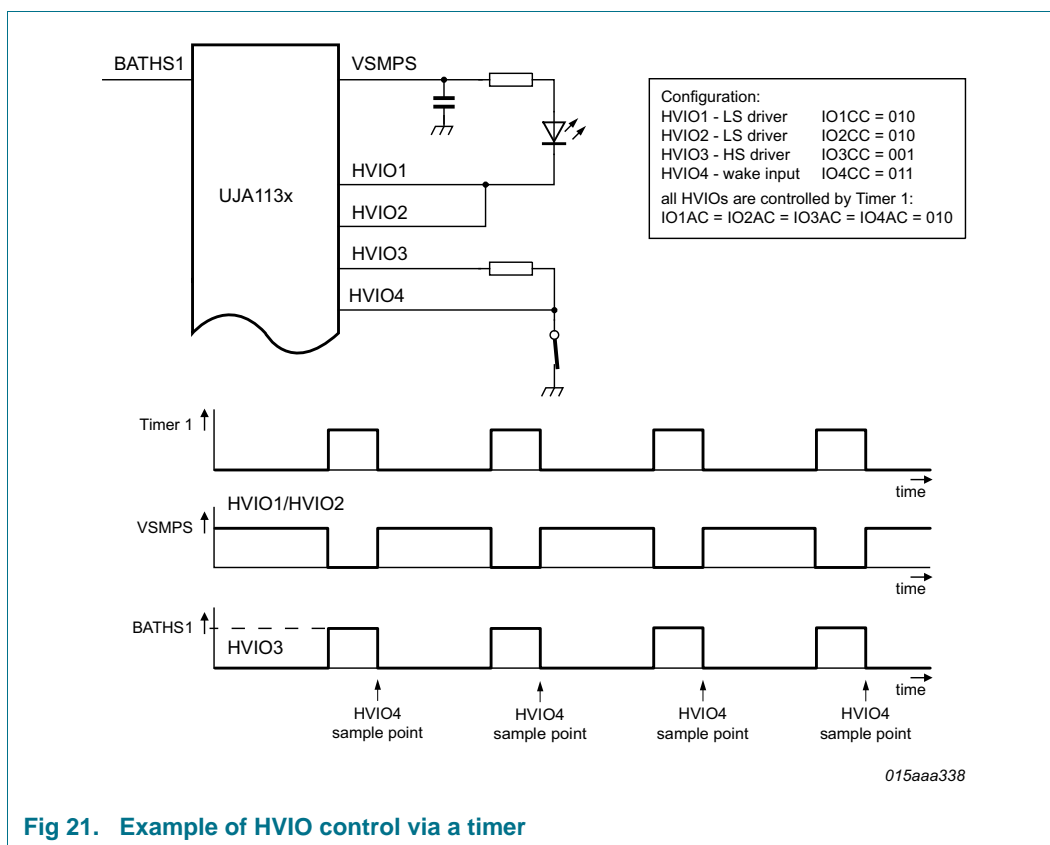 BATHS1
VSMPS
UJA113x
HVIO1
HVIO2
HVIO3
HVIO4
Configuration:
HVIO1 - LS driver IO1CC = 010
HVIO2 - LS driver IO2CC = 010
HVIO3 - HS driver IO3CC = 001
HVIO4 - wake input IO4CC = 011
all HVIOs are controlled by Timer 1:
IO1AC = IO2AC = IO3AC = IO4AC = 010
Timer 1
time
HVIO1/HVIO2
VSMPS
time
BATHS1
HVIO3
time
HVIO4
sample point
HVIO4
sample point
HVIO4
sample point
HVIO4
sample point
015aaa338
Fig 21. Example of HVIO control via a timer